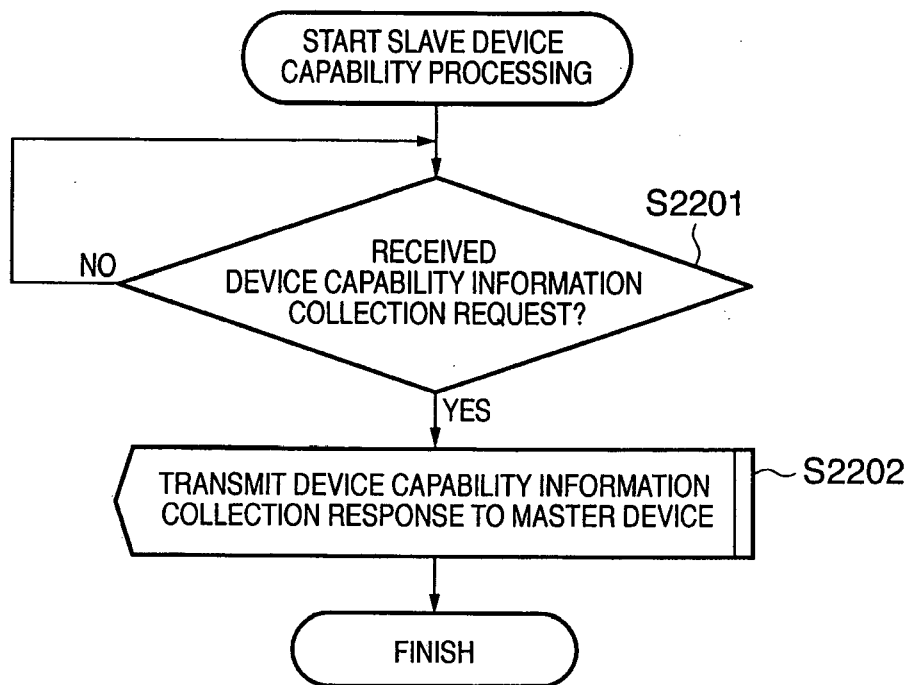 START SLAVE DEVICE
CAPABILITY PROCESSING
S2201
RECEIVED
DEVICE CAPABILITY INFORMATION
COLLECTION REQUEST?
NO
YES
TRANSMIT DEVICE CAPABILITY INFORMATION
COLLECTION RESPONSE TO MASTER DEVICE
S2202
FINISH